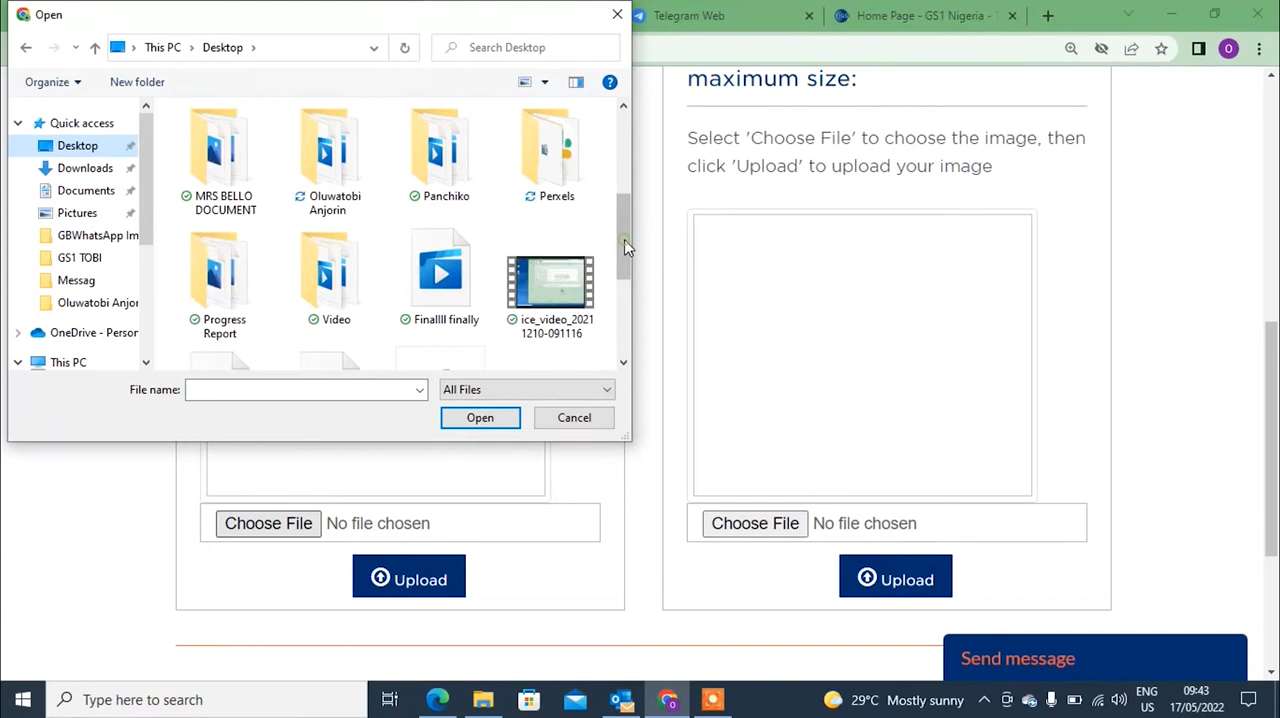 Open
Telegram Web
Home Page - GS1 Nigeria - T
This PC
Desktop
Search Desktop
Organize
New folder
maximum size:
Select 'Choose File' to choose the image, then
click 'Upload' to upload your image
Quick access
Desktop
Downloads
Documents
Pictures
GBWhatsApp Im
GS1 TOBI
Messag
Oluwatobi Anjor
OneDrive - Person
This PC
MRS BELLO
DOCUMENT
Oluwatobi
Anjorin
Panchiko
Perxels
Progress
Report
Video
Finallll finally
ice_video_2021
1210-091116
File name:
All Files
Open
Cancel
Choose File No file chosen
Upload
Choose File No file chosen
Upload
Send message
Type here to search
29°C Mostly sunny
ENG
US
09:43
17/05/2022